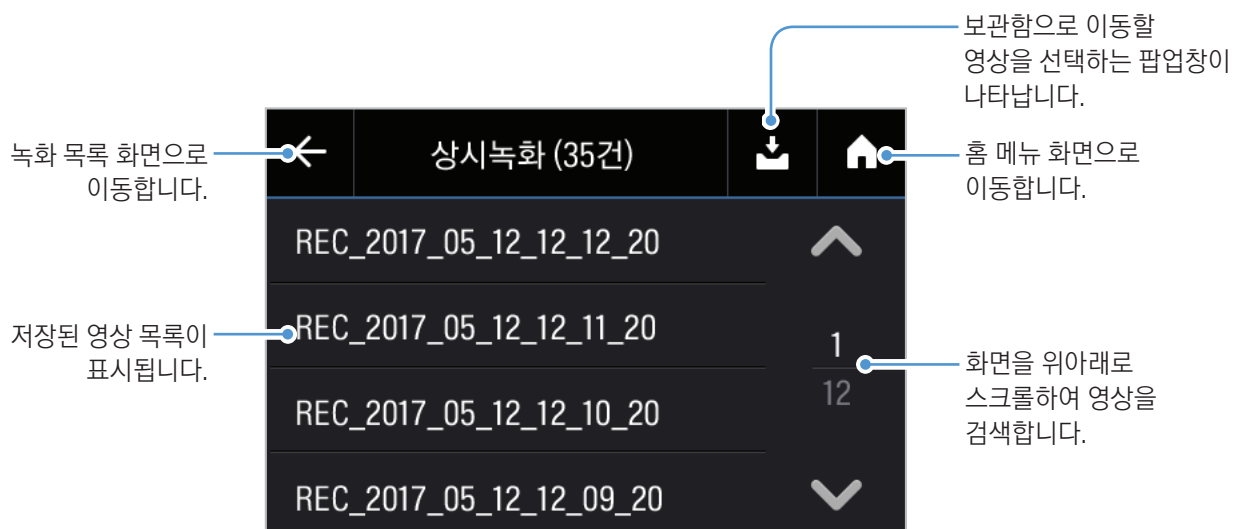 보관함으로 이동할
영상을 선택하는 팝업창이
나타납니다.
녹화 목록 화면으로
이동합니다.
상시녹화 (35건)
홈 메뉴 화면으로
이동합니다.
REC_2017_05_12_12_12_20
저장된 영상 목록이
표시됩니다.
REC_2017_05_12_12_11_20
1
12
화면을 위아래로
스크롤하여 영상을
검색합니다.
REC_2017_05_12_12_10_20
REC_2017_05_12_12_09_20